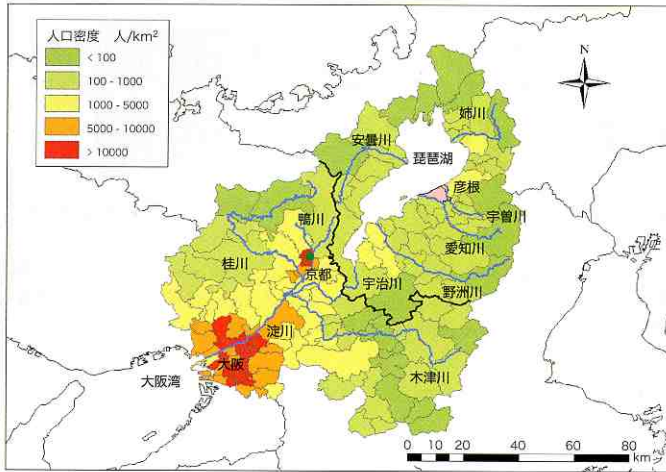 人口密度 人/km²
< 100
100 - 1000
1000 - 5000
5000 - 10000
> 10000
N
姉川
安曇川
琵琶湖
彦根
鴨川
宇曽川
愛知川
桂川
京都
宇治川
野洲川
淀川
大阪
大阪湾
木津川
0 10 20 40 60 80
km